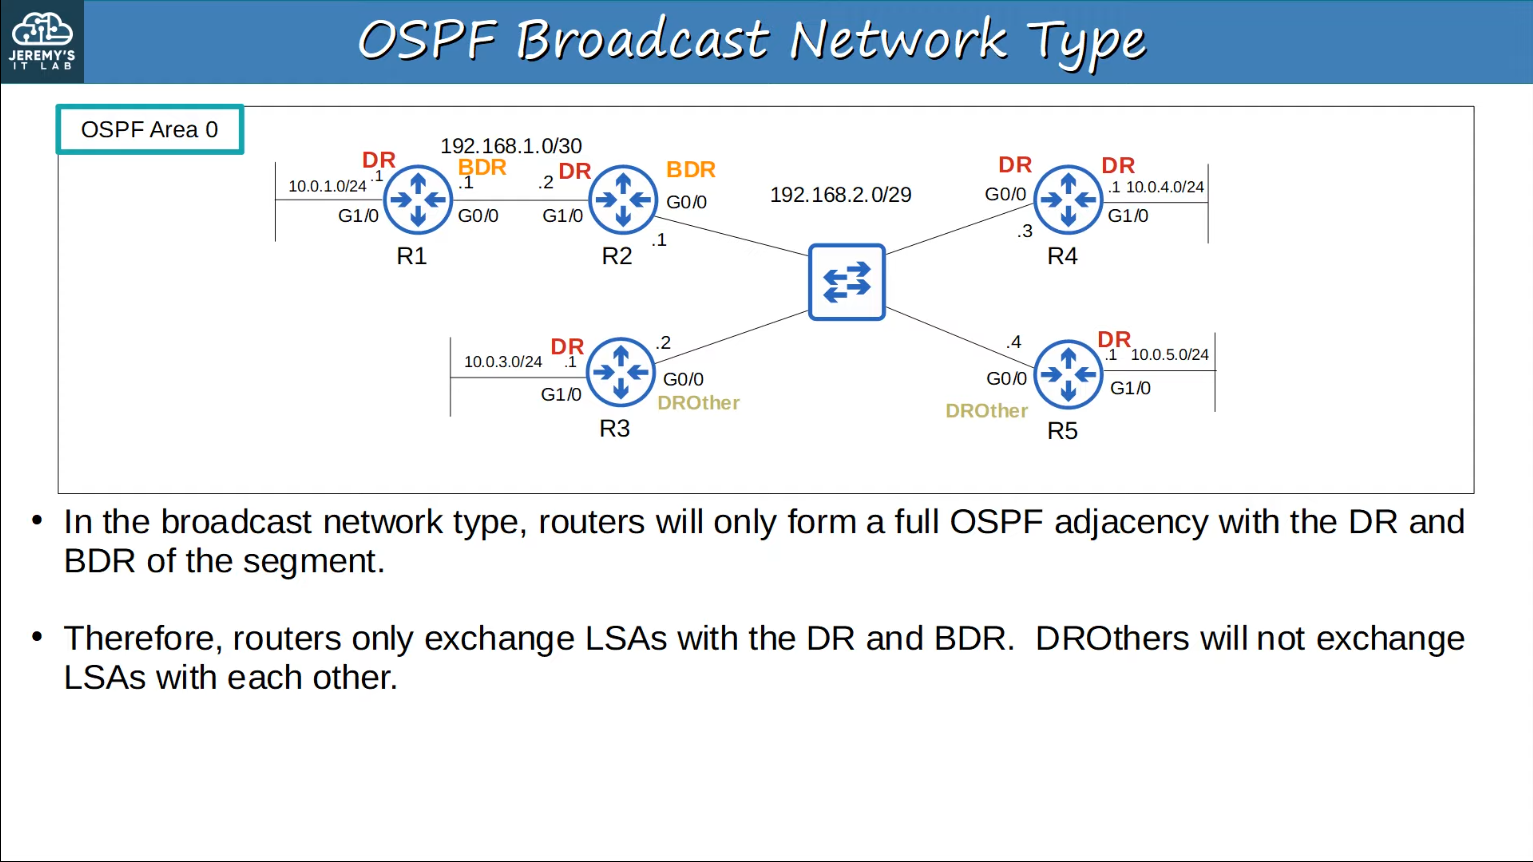 JEREMY'S
IT LAB
OSPF Broadcast Network Type
OSPF Area 0
192.168.1.0/30
DR
BDR
DR
BDR
10.0.1.0/24
.1
.1
.2
G1/0
G0/0
G1/0
G0/0
R1
R2
.1
192.168.2.0/29
DR
DR
G0/0
.1
10.0.4.0/24
G1/0
.3
R4
DR
.2
10.0.3.0/24
.1
G1/0
G0/0
DROther
R3
.4
DR
.1
10.0.5.0/24
G0/0
G1/0
DROther
R5
• In the broadcast network type, routers will only form a full OSPF adjacency with the DR and
BDR of the segment.
• Therefore, routers only exchange LSAs with the DR and BDR. DROthers will not exchange
LSAs with each other.